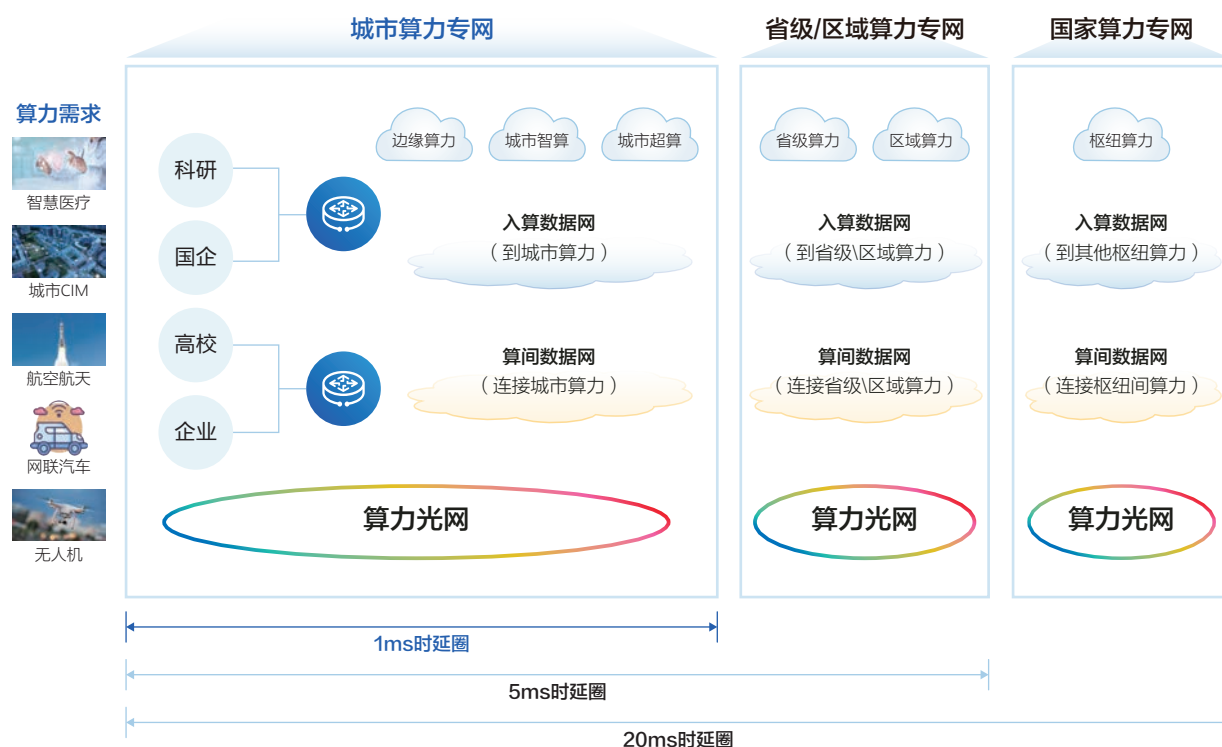 城市算力专网
省级/区域算力专网
国家算力专网
算力需求
智慧医疗
城市CIM
航空航天
网联汽车
无人机
科研
国企
高校
企业
边缘算力
城市智算
城市超算
入算数据网
（到城市算力）
算间数据网
（连接城市算力）
算力光网
省级算力
区域算力
入算数据网
（到省级\区域算力）
算间数据网
（连接省级\区域算力）
算力光网
枢纽算力
入算数据网
（到其他枢纽算力）
算间数据网
（连接枢纽间算力）
算力光网
1ms时延圈
5ms时延圈
20ms时延圈